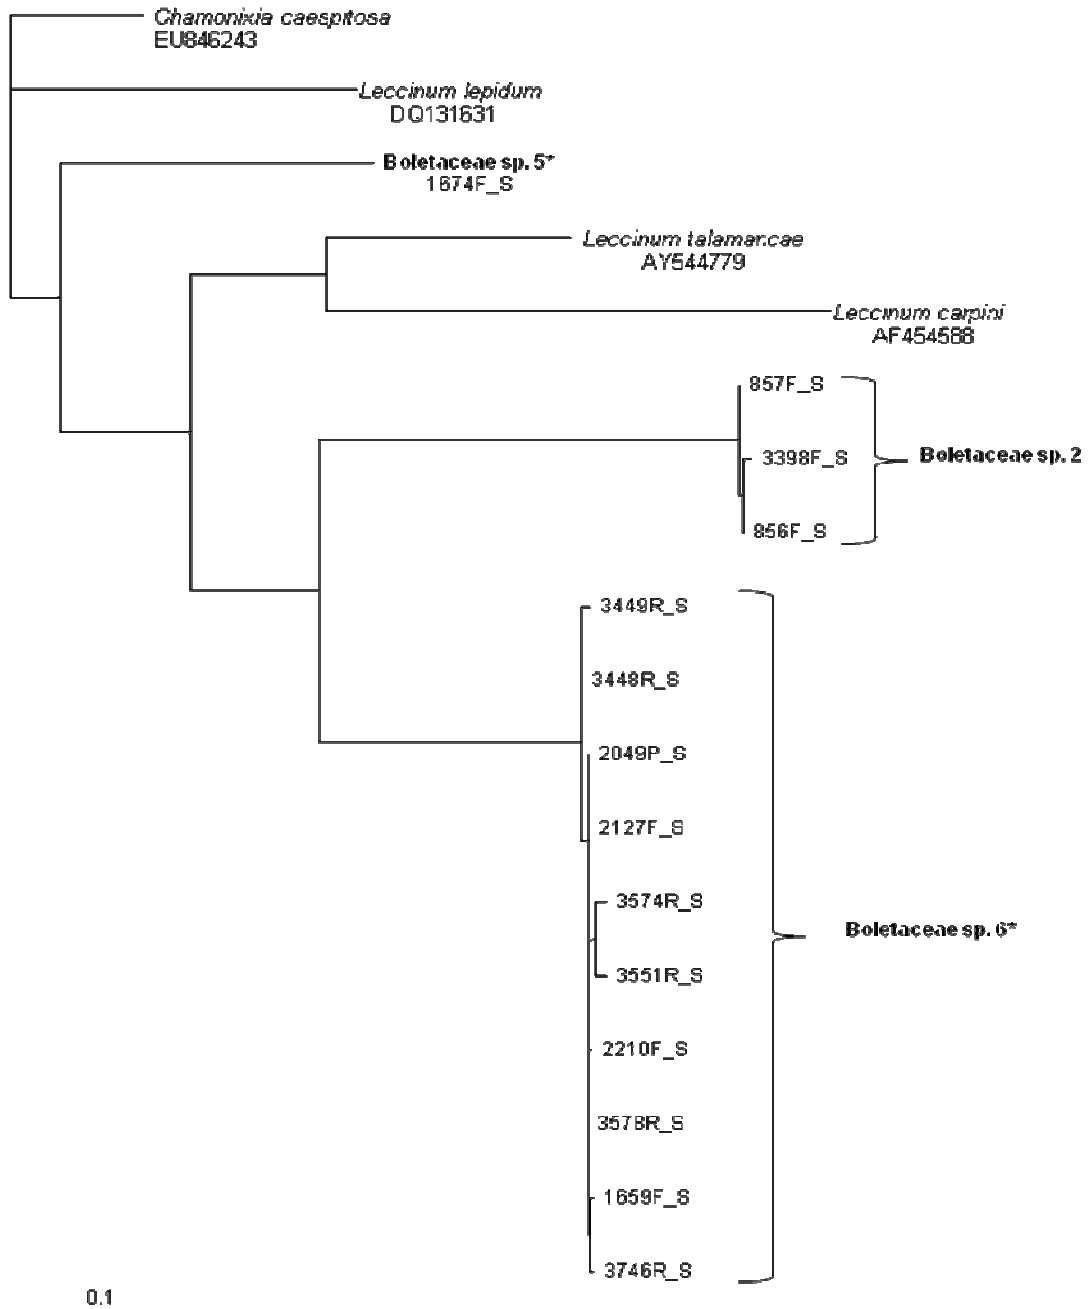 Chamonixia caespitosa
EU846243
Leccinum lepidum
DQ131631
Boletaceae sp. 5*
1674F_S
Leccinum talamancae
AY544779
Leccinum carpini
AF454588
857F_S
3398F_S
Boletaceae sp. 2
856F_S
3449R_S
3448R_S
2049P_S
2127F_S
3574R_S
Boletaceae sp. 6*
3551R_S
2210F_S
3578R_S
1659F_S
3746R_S
0.1